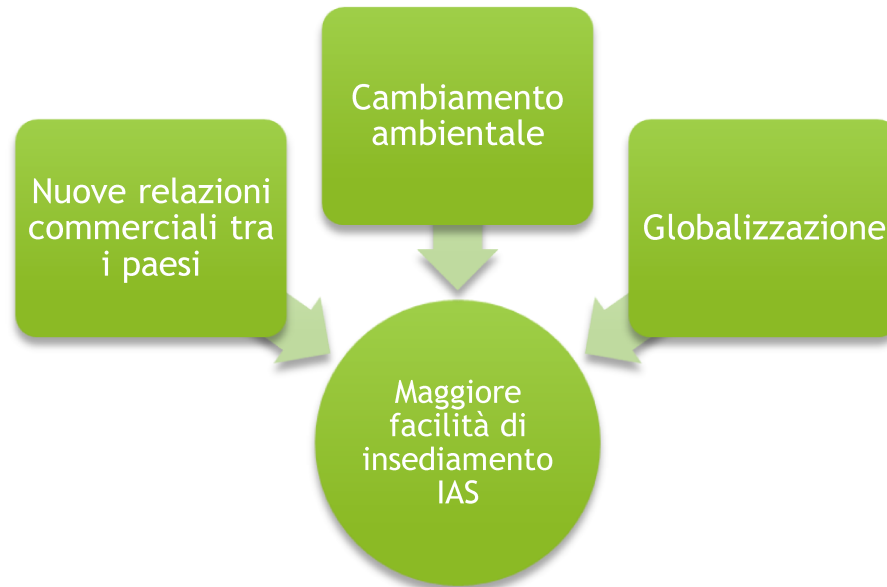 Cambiamento
ambientale
Nuove relazioni
commerciali tra
i paesi
Globalizzazione
Maggiore
facilità di
insediamento
IAS